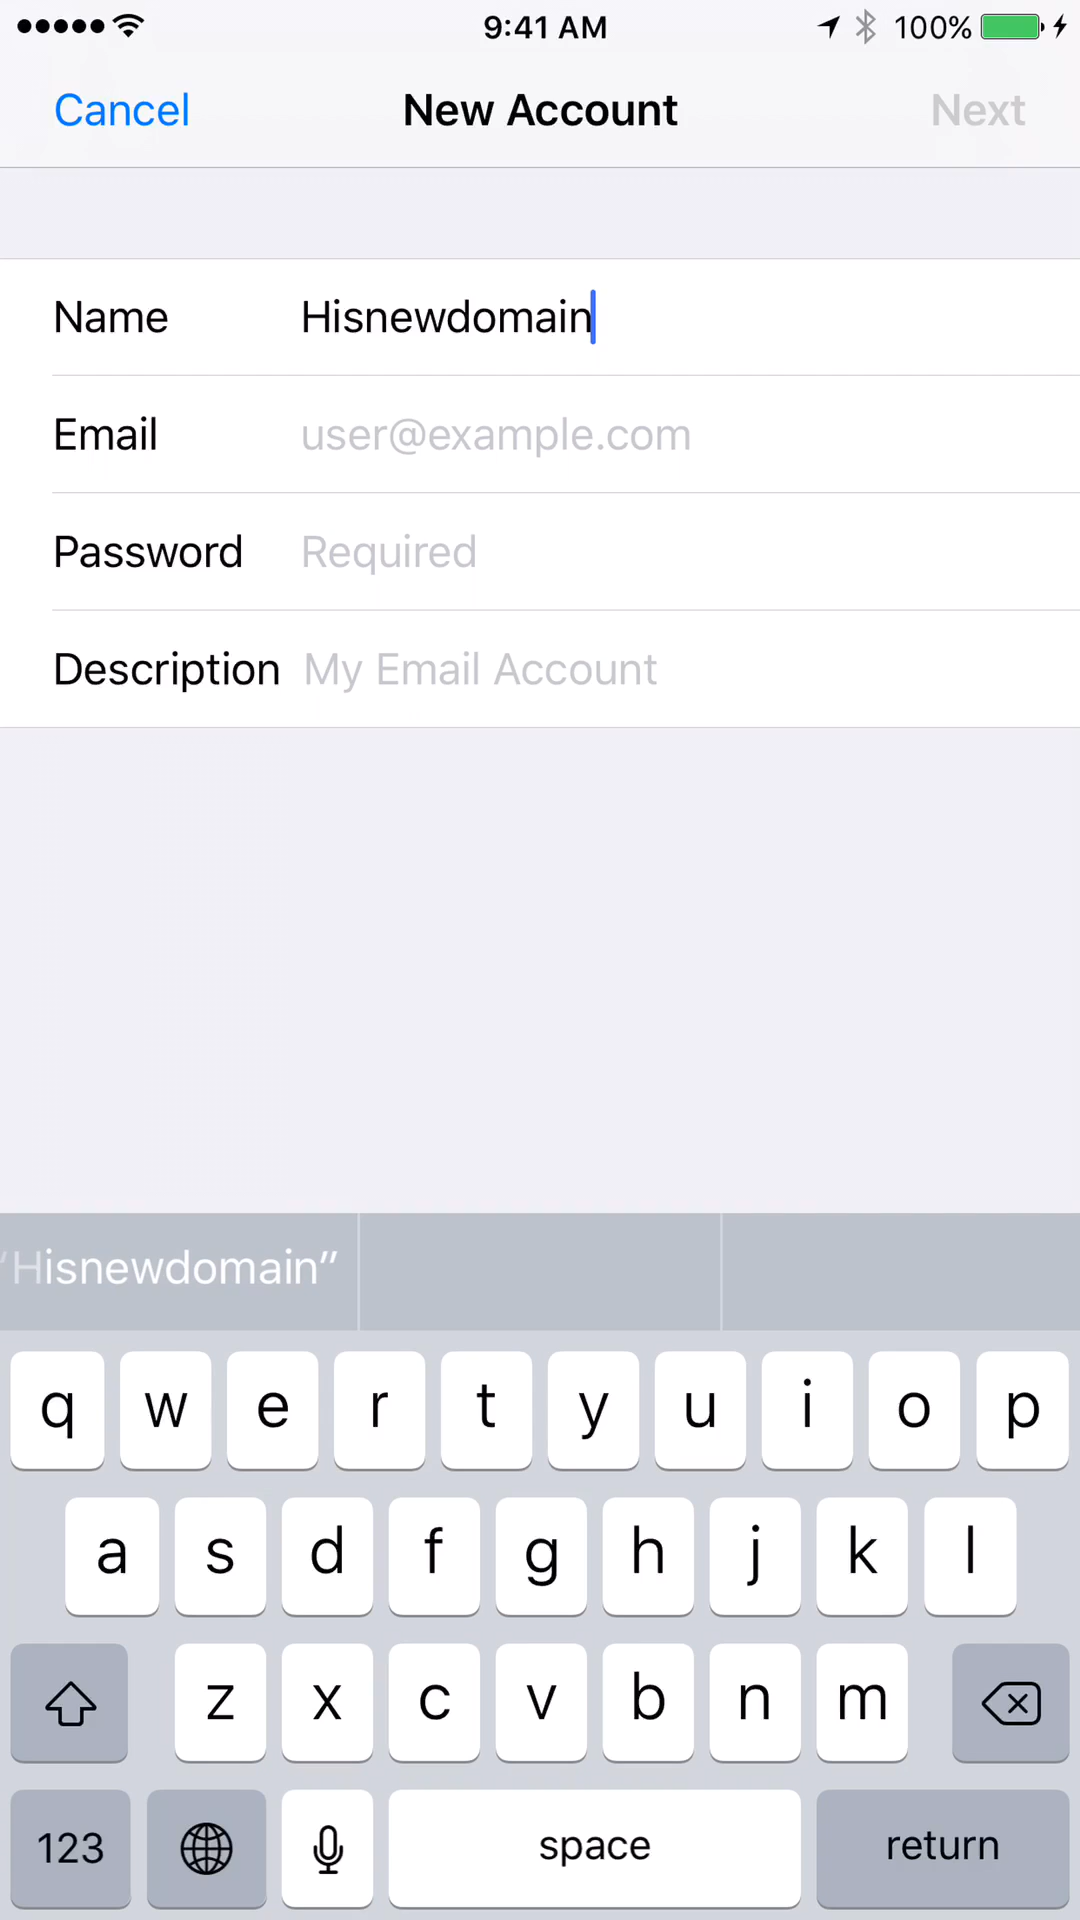 9:41 AM 100%
Cancel New Account Next
Name Hisnewdomain
Email user@example.com
Password Required
Description My Email Account
“Hisnewdomain”
q w e r t y u i o p
a s d f g h j k l
z x c v b n m
123 space return